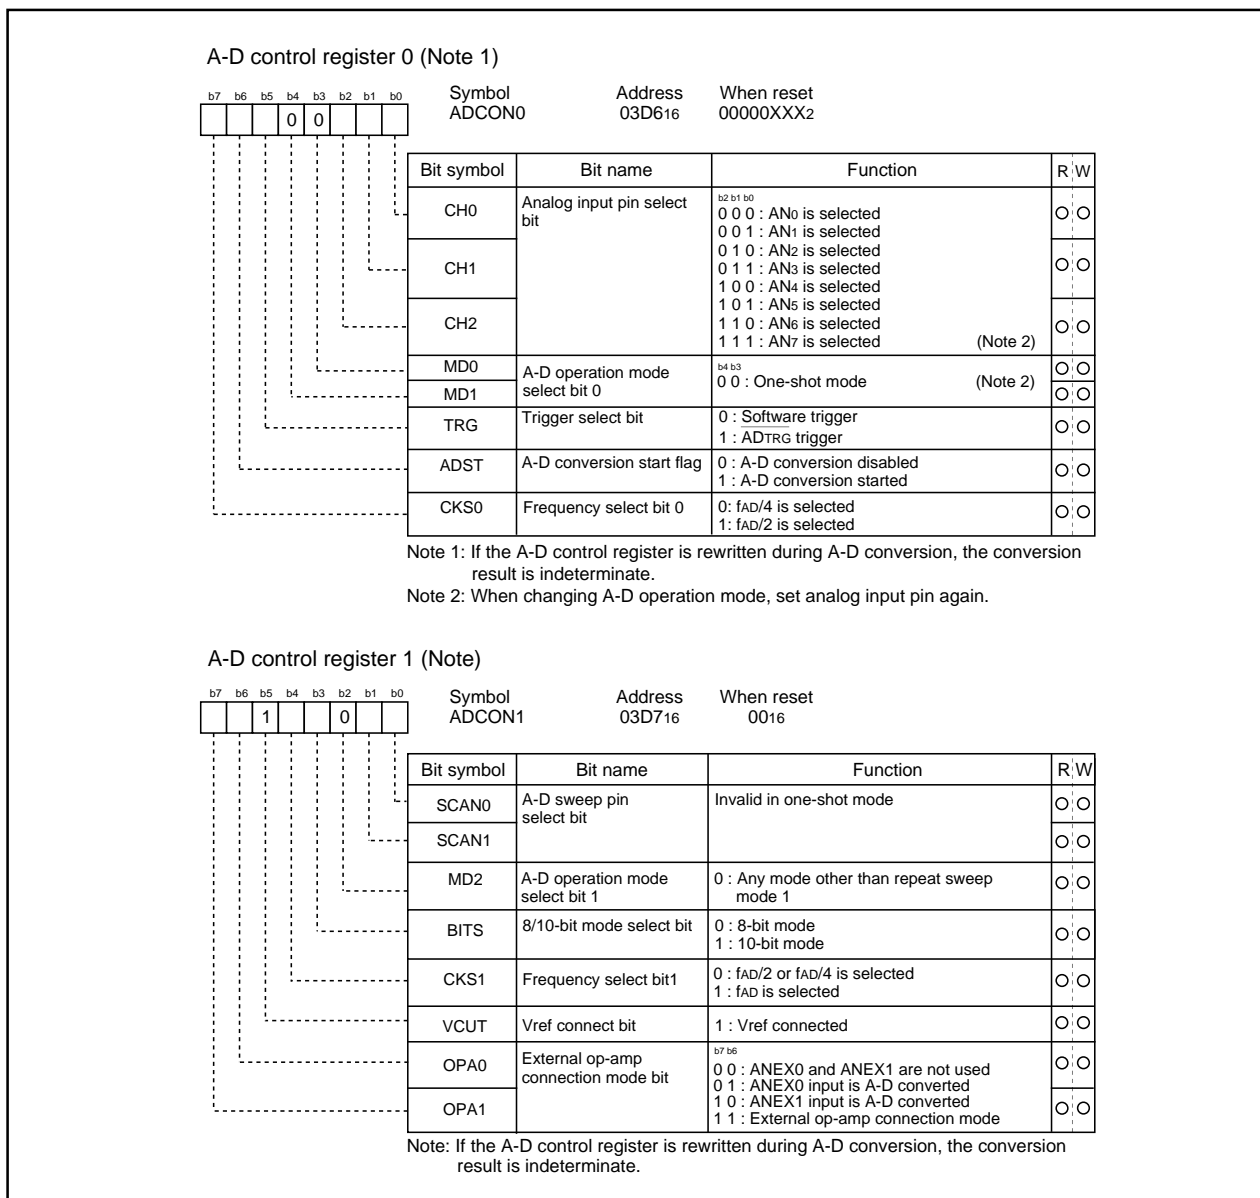 A-D control register 0 (Note 1)
b7 b6 b5 b4 b3 b2 b1 b0
0 0
Symbol Address When reset
ADCON0 03D616 00000XXX2
Bit symbol Bit name Function R W
CH0 Analog input pin select bit
b2 b1 b0
0 0 0 : AN0 is selected
0 0 1 : AN1 is selected
0 1 0 : AN2 is selected
CH1
0 1 1 : AN3 is selected
1 0 0 : AN4 is selected
1 0 1 : AN5 is selected
CH2
1 1 0 : AN6 is selected
1 1 1 : AN7 is selected (Note 2)
MD0 A-D operation mode select bit 0
b4 b3
0 0 : One-shot mode (Note 2)
MD1
TRG Trigger select bit 0 : Software trigger
1 : ADTRG trigger
ADST A-D conversion start flag 0 : A-D conversion disabled
1 : A-D conversion started
CKS0 Frequency select bit 0 0: fAD/4 is selected
1: fAD/2 is selected
Note 1: If the A-D control register is rewritten during A-D conversion, the conversion
result is indeterminate.
Note 2: When changing A-D operation mode, set analog input pin again.
A-D control register 1 (Note)
b7 b6 b5 b4 b3 b2 b1 b0
1 0
Symbol Address When reset
ADCON1 03D716 0016
Bit symbol Bit name Function R W
SCAN0 A-D sweep pin select bit Invalid in one-shot mode
SCAN1
MD2 A-D operation mode select bit 1 0 : Any mode other than repeat sweep
mode 1
BITS 8/10-bit mode select bit 0 : 8-bit mode
1 : 10-bit mode
CKS1 Frequency select bit1 0 : fAD/2 or fAD/4 is selected
1 : fAD is selected
VCUT Vref connect bit 1 : Vref connected
OPA0 External op-amp connection mode bit
b7 b6
0 0 : ANEX0 and ANEX1 are not used
0 1 : ANEX0 input is A-D converted
1 0 : ANEX1 input is A-D converted
OPA1
1 1 : External op-amp connection mode
Note: If the A-D control register is rewritten during A-D conversion, the conversion
result is indeterminate.